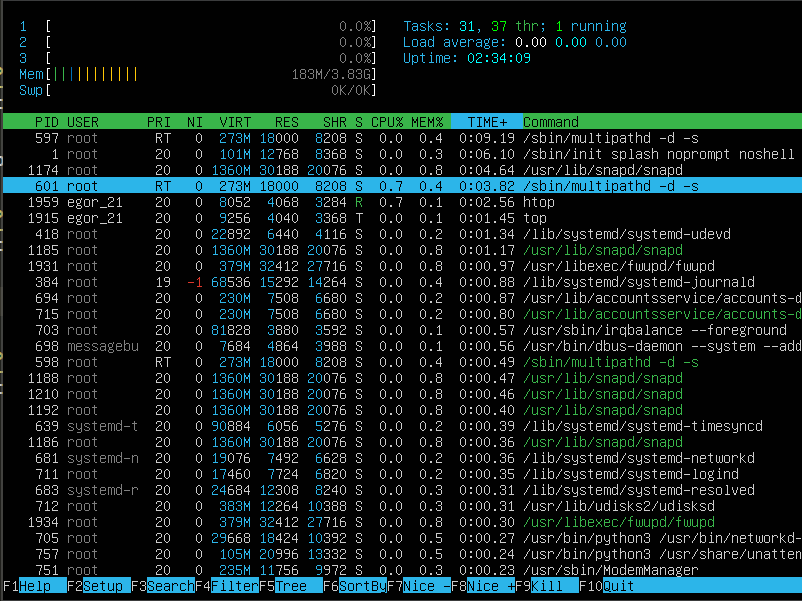 1 [ 0.0%] Tasks: 31, 37 thr; 1 running
2 [ 0.0%] Load average: 0.00 0.00 0.00
3 [ 0.0%] Uptime: 02:34:09
Mem[||||||||||| 183M/3.83G]
Swp[ 0K/0K]
PID USER PRI NI VIRT RES SHR S CPU% MEM% TIME+ Command
597 root RT 0 273M 18000 8208 S 0.0 0.4 0:09.19 /sbin/multipathd -d -s
1 root 20 0 101M 12768 8368 S 0.0 0.3 0:06.10 /sbin/init splash noprompt noshell
1174 root 20 0 1360M 30188 20076 S 0.0 0.8 0:04.64 /usr/lib/snapd/snapd
601 root RT 0 273M 18000 8208 S 0.7 0.4 0:03.82 /sbin/multipathd -d -s
1959 egor_21 20 0 8052 4068 3284 R 0.7 0.1 0:02.56 htop
1915 egor_21 20 0 9256 4040 3368 T 0.0 0.1 0:01.45 top
418 root 20 0 22892 6440 4116 S 0.0 0.2 0:01.34 /lib/systemd/systemd-udevd
1185 root 20 0 1360M 30188 20076 S 0.0 0.8 0:01.00 /usr/lib/snapd/snapd
1931 root 20 0 379M 32412 27716 S 0.0 0.8 0:00.97 /usr/libexec/fwupd/fwupd
384 root 19 -1 68536 15292 14264 S 0.0 0.4 0:00.88 /lib/systemd/systemd-journald
694 root 20 0 230M 7508 6680 S 0.0 0.2 0:00.87 /usr/lib/accountsservice/accounts-d
715 root 20 0 230M 7508 6680 S 0.0 0.2 0:00.80 /usr/lib/accountsservice/accounts-d
703 root 20 0 81828 3880 3592 S 0.0 0.1 0:00.57 /usr/sbin/irqbalance --foreground
698 messagebu 20 0 7684 4864 3988 S 0.0 0.1 0:00.56 /usr/bin/dbus-daemon --system --add
598 root RT 0 273M 18000 8208 S 0.0 0.4 0:00.49 /sbin/multipathd -d -s
1188 root 20 0 1360M 30188 20076 S 0.0 0.8 0:00.47 /usr/lib/snapd/snapd
1210 root 20 0 1360M 30188 20076 S 0.0 0.8 0:00.46 /usr/lib/snapd/snapd
1192 root 20 0 1360M 30188 20076 S 0.0 0.8 0:00.40 /usr/lib/snapd/snapd
639 systemd-t 20 0 90884 6056 5276 S 0.0 0.2 0:00.39 /lib/systemd/systemd-timesyncd
1186 root 20 0 1360M 30188 20076 S 0.0 0.8 0:00.36 /usr/lib/snapd/snapd
681 systemd-n 20 0 19076 7492 6628 S 0.0 0.2 0:00.36 /lib/systemd/systemd-networkd
711 root 20 0 17460 7724 6820 S 0.0 0.2 0:00.35 /lib/systemd/systemd-logind
683 systemd-r 20 0 24684 12308 8240 S 0.0 0.3 0:00.31 /lib/systemd/systemd-resolved
712 root 20 0 383M 12264 10388 S 0.0 0.3 0:00.31 /usr/lib/udisks2/udisksd
1934 root 20 0 379M 32412 27716 S 0.0 0.8 0:00.30 /usr/libexec/fwupd/fwupd
705 root 20 0 29668 18424 10392 S 0.0 0.5 0:00.27 /usr/bin/python3 /usr/bin/networkd-
757 root 20 0 105M 20996 13332 S 0.0 0.5 0:00.24 /usr/bin/python3 /usr/share/unatten
751 root 20 0 235M 11756 9972 S 0.0 0.3 0:00.23 /usr/sbin/ModemManager
F1Help F2Setup F3SearchF4FilterF5Tree F6SortByF7Nice -F8Nice +F9Kill F10Quit